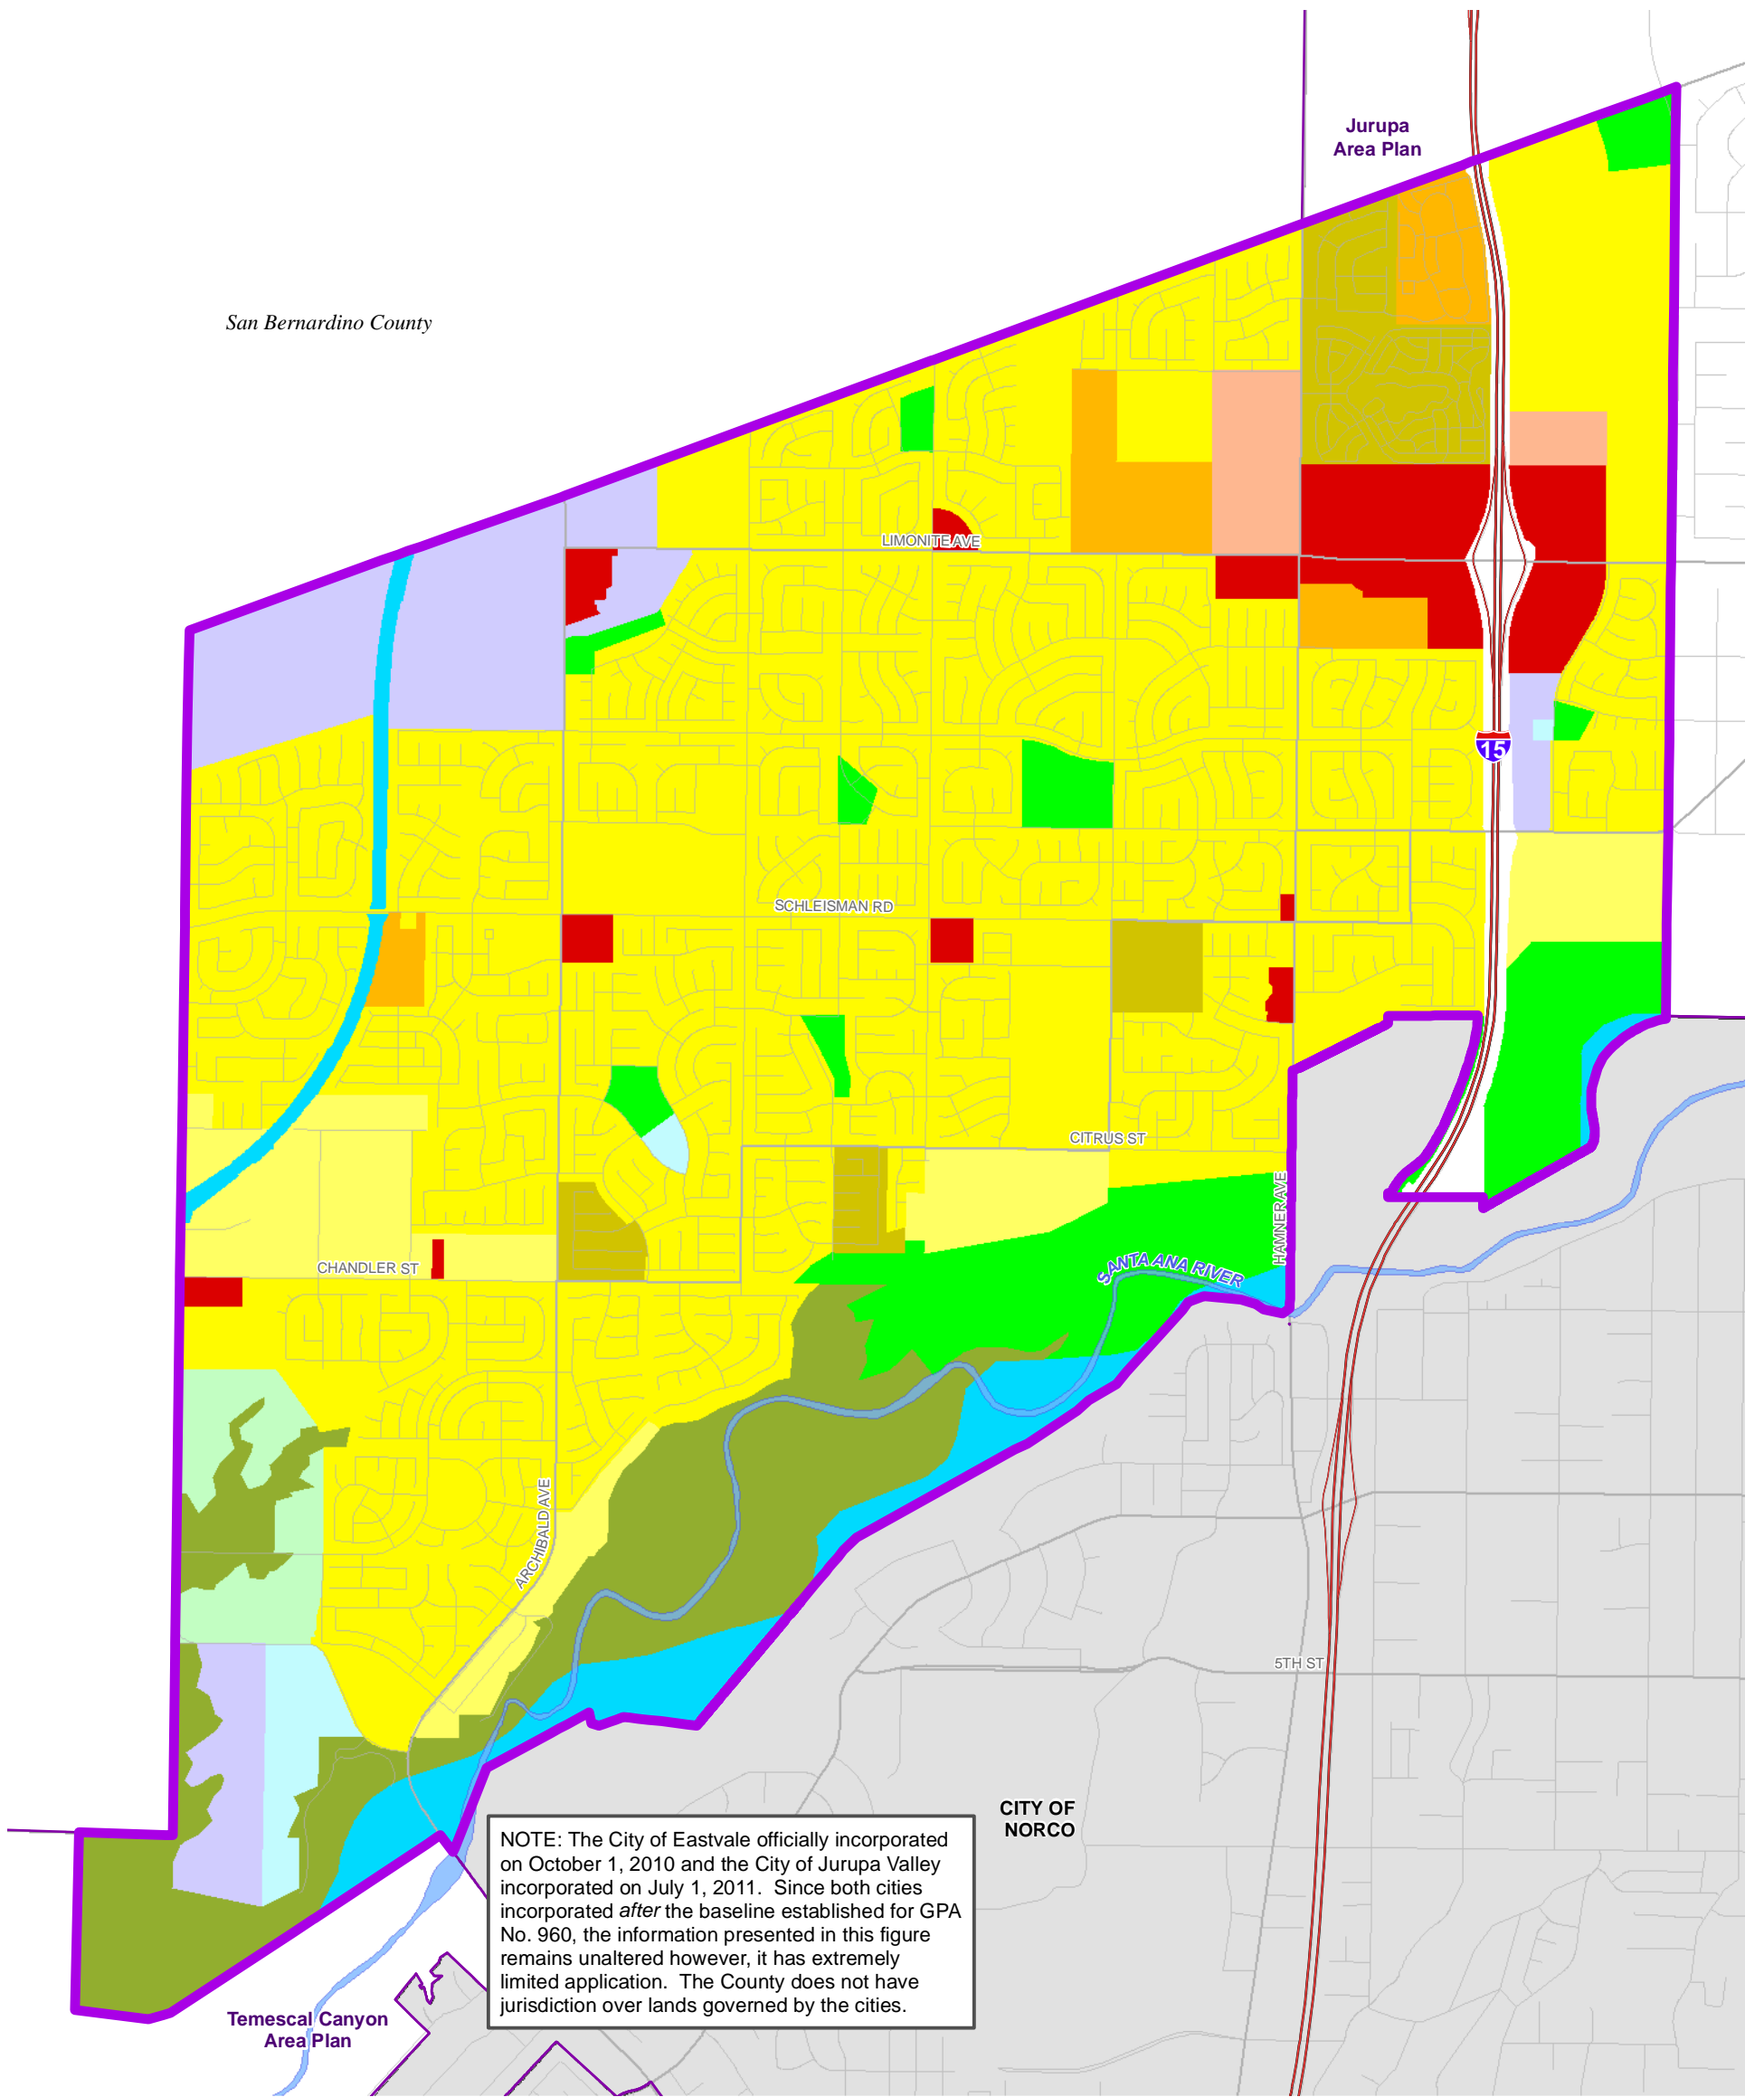 Jurupa
Area Plan
San Bernardino County
LIMONITE AVE
15
SCHLEISMAN RD
CITRUS ST
HAMNER AVE
SANTA ANA RIVER
CHANDLER ST
ARCHIBALD AVE
5TH ST
CITY OF
NORCO
NOTE: The City of Eastvale officially incorporated
on October 1, 2010 and the City of Jurupa Valley
incorporated on July 1, 2011. Since both cities
incorporated after the baseline established for GPA
No. 960, the information presented in this figure
remains unaltered however, it has extremely
limited application. The County does not have
jurisdiction over lands governed by the cities.
Temescal Canyon
Area Plan